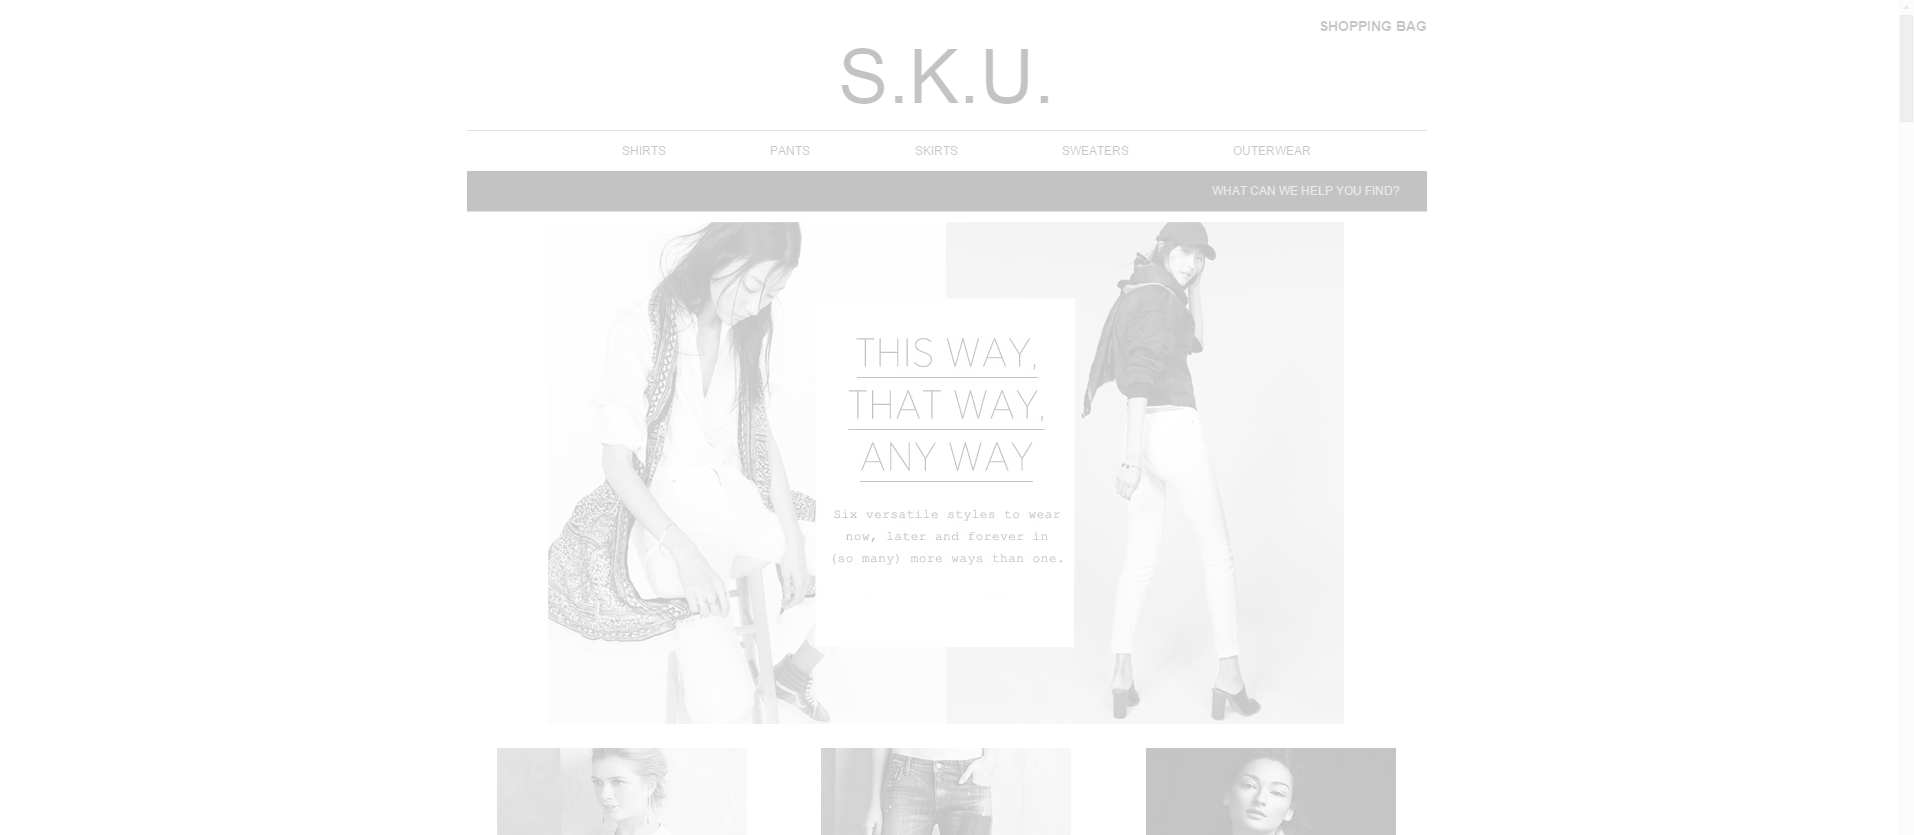 SHOPPING BAG
S.K.U.
SHIRTS PANTS SKIRTS SWEATERS OUTERWEAR
WHAT CAN WE HELP YOU FIND?
THIS WAY,
THAT WAY,
ANY WAY
Six versatile styles to wear
now, later and forever in
(so many) more ways than one.